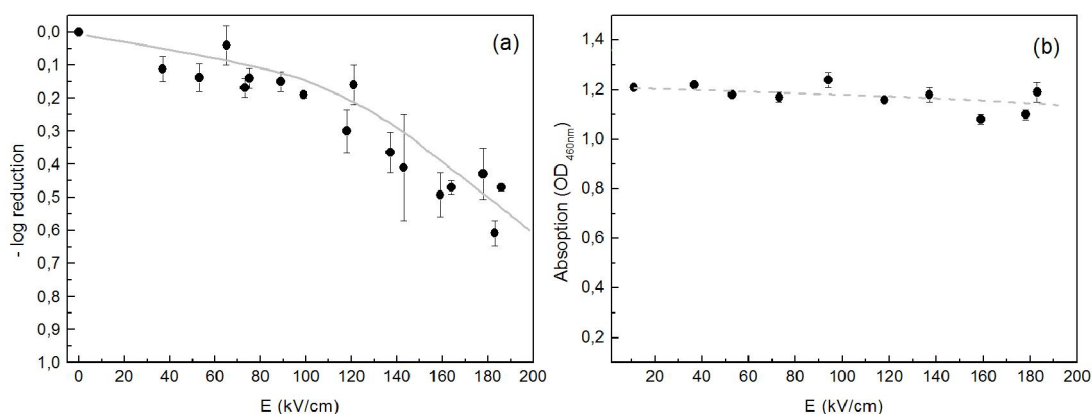 (a)
- log reduction
0,0
0,1
0,2
0,3
0,4
0,5
0,6
0,7
0,8
0,9
1,0
0 20 40 60 80 100 120 140 160 180 200
E (kV/cm)
(b)
Absoption (OD 460nm)
1,4
1,2
1,0
0,8
0,6
0,4
0,2
20 40 60 80 100 120 140 160 180 200
E (kV/cm)